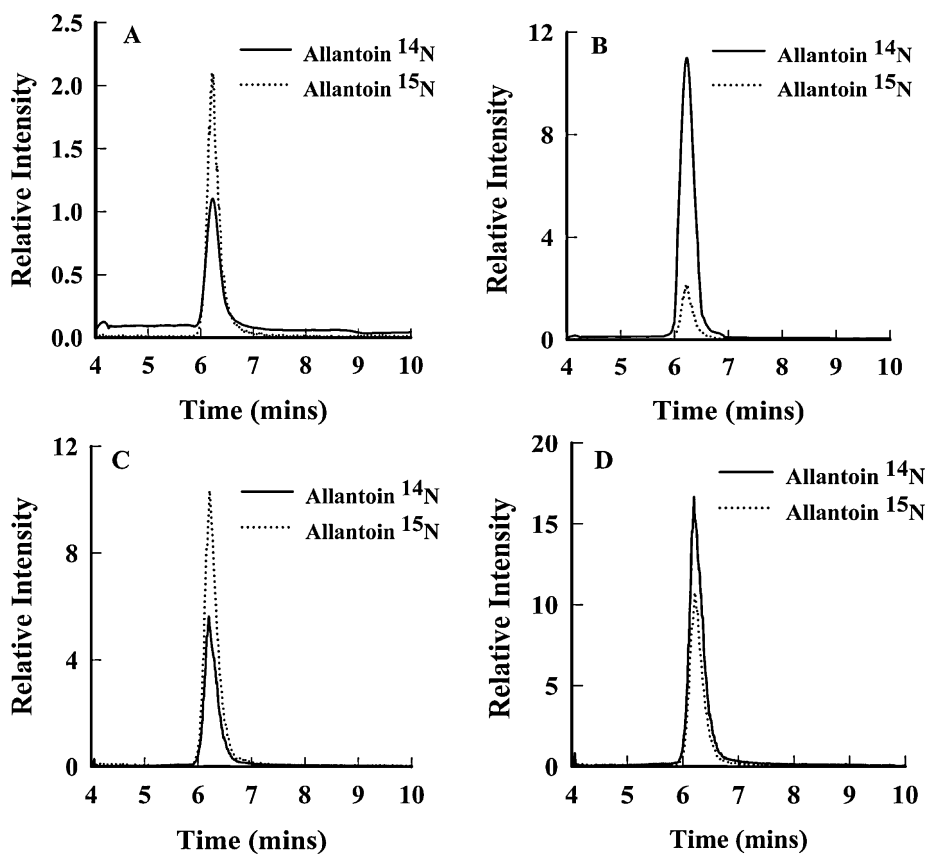 A
Allantoin 14N
Allantoin 15N
2.5
2.0
1.5
1.0
0.5
0.0
Relative Intensity
4 5 6 7 8 9 10
Time (mins)
B
Allantoin 14N
Allantoin 15N
12
8
4
0
Relative Intensity
4 5 6 7 8 9 10
Time (mins)
C
Allantoin 14N
Allantoin 15N
12
8
4
0
Relative Intensity
4 5 6 7 8 9 10
Time (mins)
D
Allantoin 14N
Allantoin 15N
20
15
10
5
0
Relative Intensity
4 5 6 7 8 9 10
Time (mins)